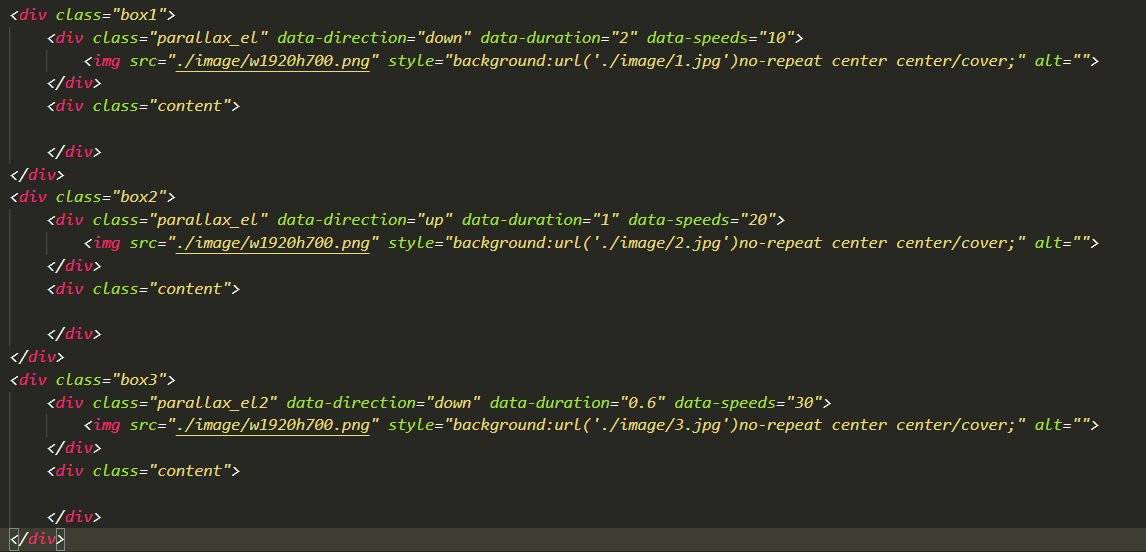 <div class="box1">
    <div class="parallax_el" data-direction="down" data-duration="2" data-speeds="10">
        <img src="./image/w1920h700.png" style="background:url('./image/1.jpg')no-repeat center center/cover;" alt="">
    </div>
    <div class="content">
    </div>
</div>
<div class="box2">
    <div class="parallax_el" data-direction="up" data-duration="1" data-speeds="20">
        <img src="./image/w1920h700.png" style="background:url('./image/2.jpg')no-repeat center center/cover;" alt="">
    </div>
    <div class="content">
    </div>
</div>
<div class="box3">
    <div class="parallax_el2" data-direction="down" data-duration="0.6" data-speeds="30">
        <img src="./image/w1920h700.png" style="background:url('./image/3.jpg')no-repeat center center/cover;" alt="">
    </div>
    <div class="content">
    </div>
</div>